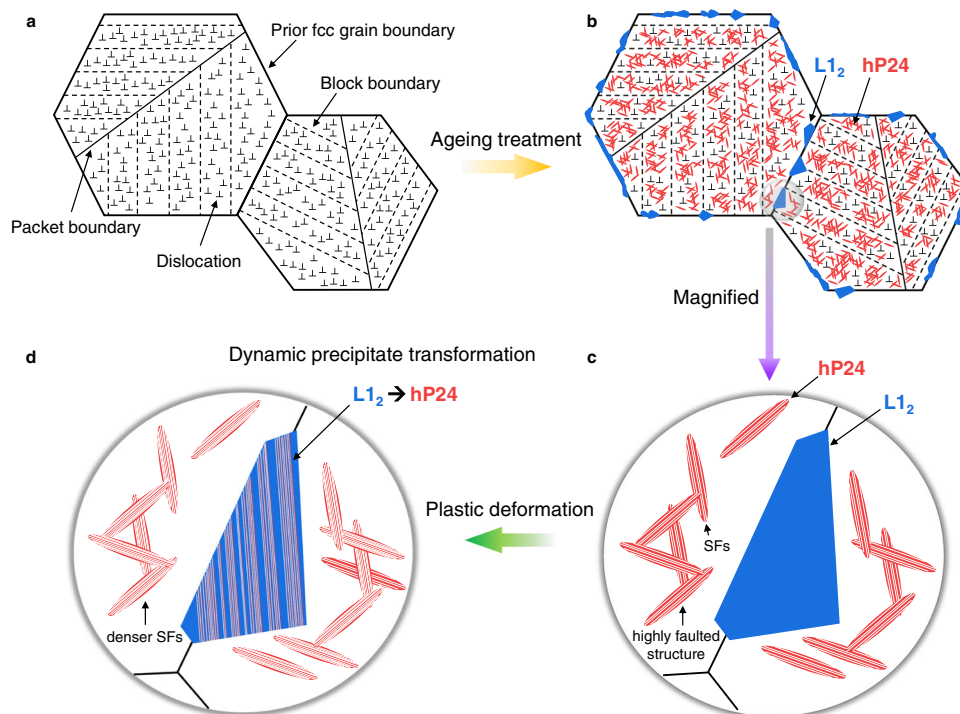 a
Prior fcc grain boundary
Block boundary
Packet boundary
Dislocation
Ageing treatment
b
L1₂
hP24
Magnified
d
Dynamic precipitate transformation
L1₂ → hP24
denser SFs
Plastic deformation
c
hP24
L1₂
SFs
highly faulted
structure